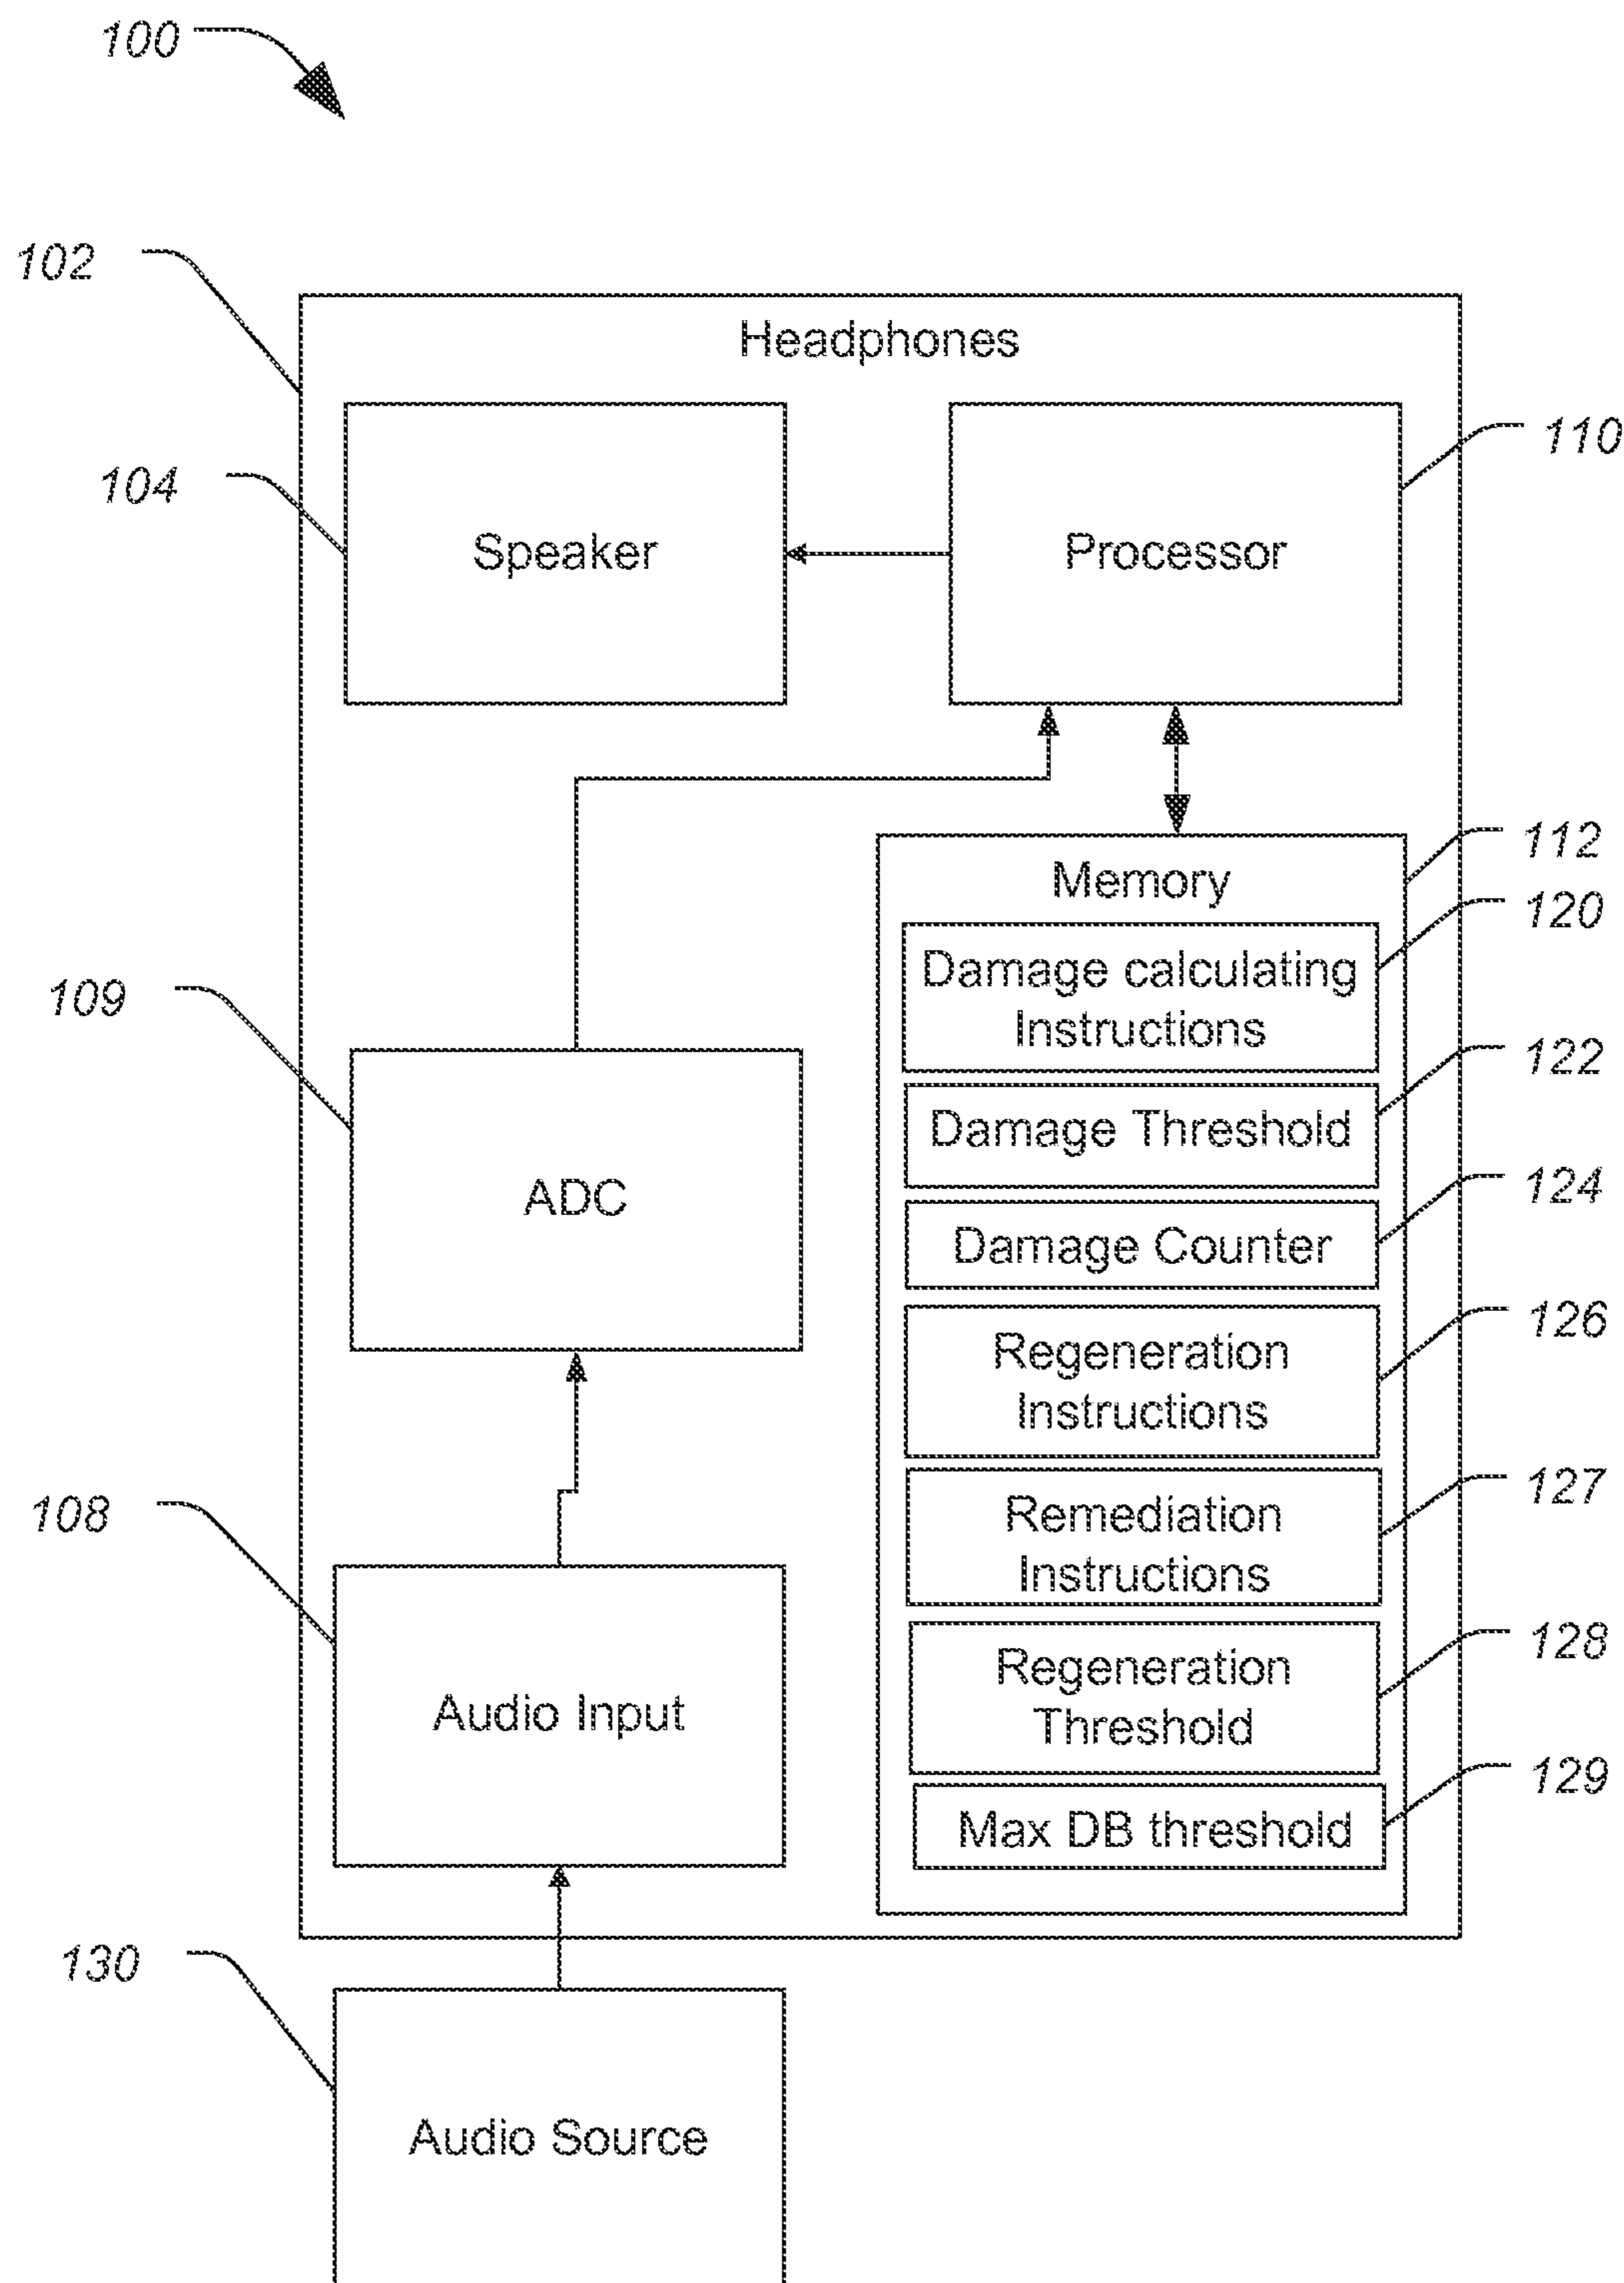 100
102
Headphones
104
Speaker
Processor
110
112
Memory
120
Damage calculating
Instructions
109
ADC
122
Damage Threshold
124
Damage Counter
126
Regeneration
Instructions
127
Remediation
Instructions
108
Audio Input
128
Regeneration
Threshold
129
Max DB threshold
130
Audio Source